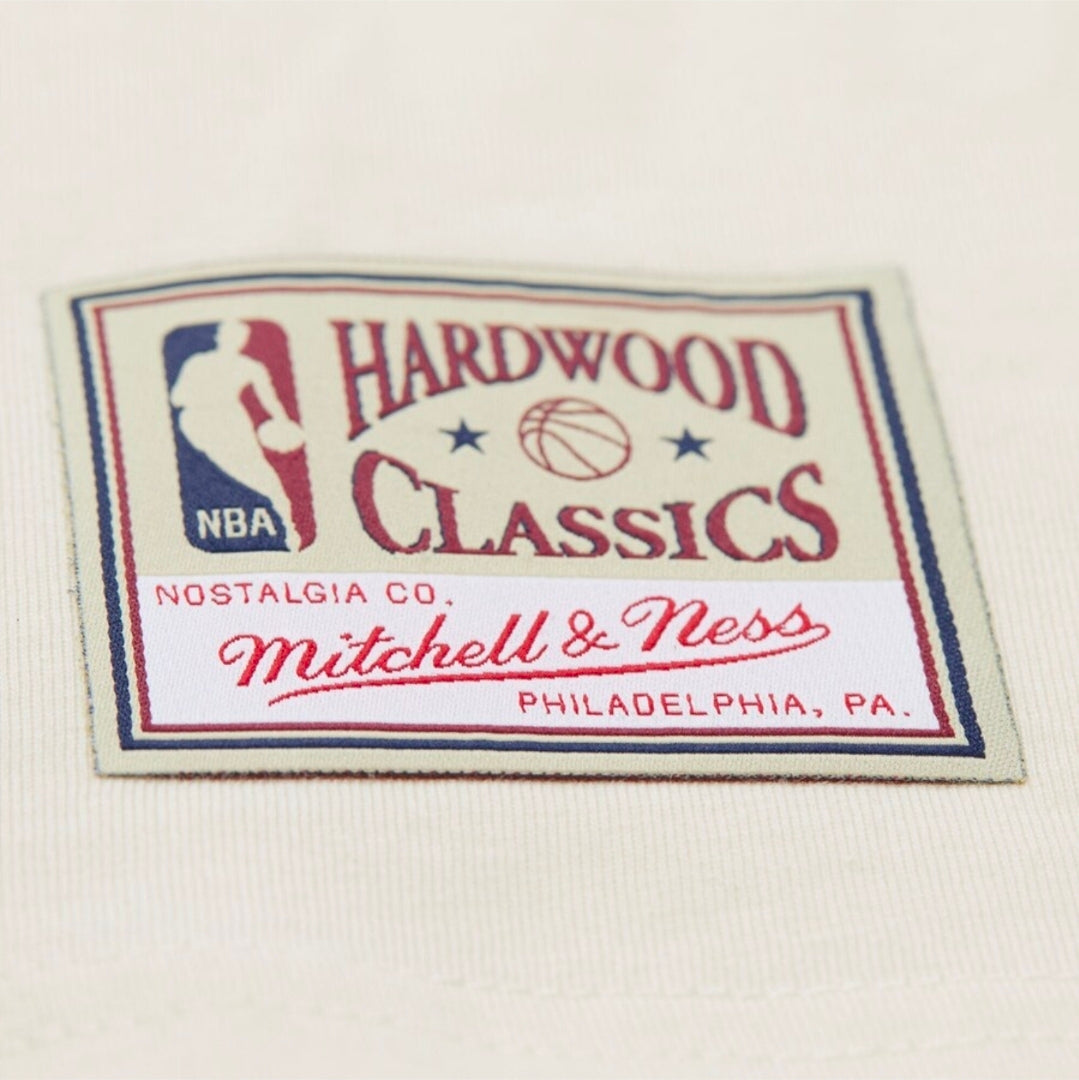 HARDWOOD
CLASSICS
NBA
NOSTALGIA CO.
Mitchell & Ness
PHILADELPHIA, PA.